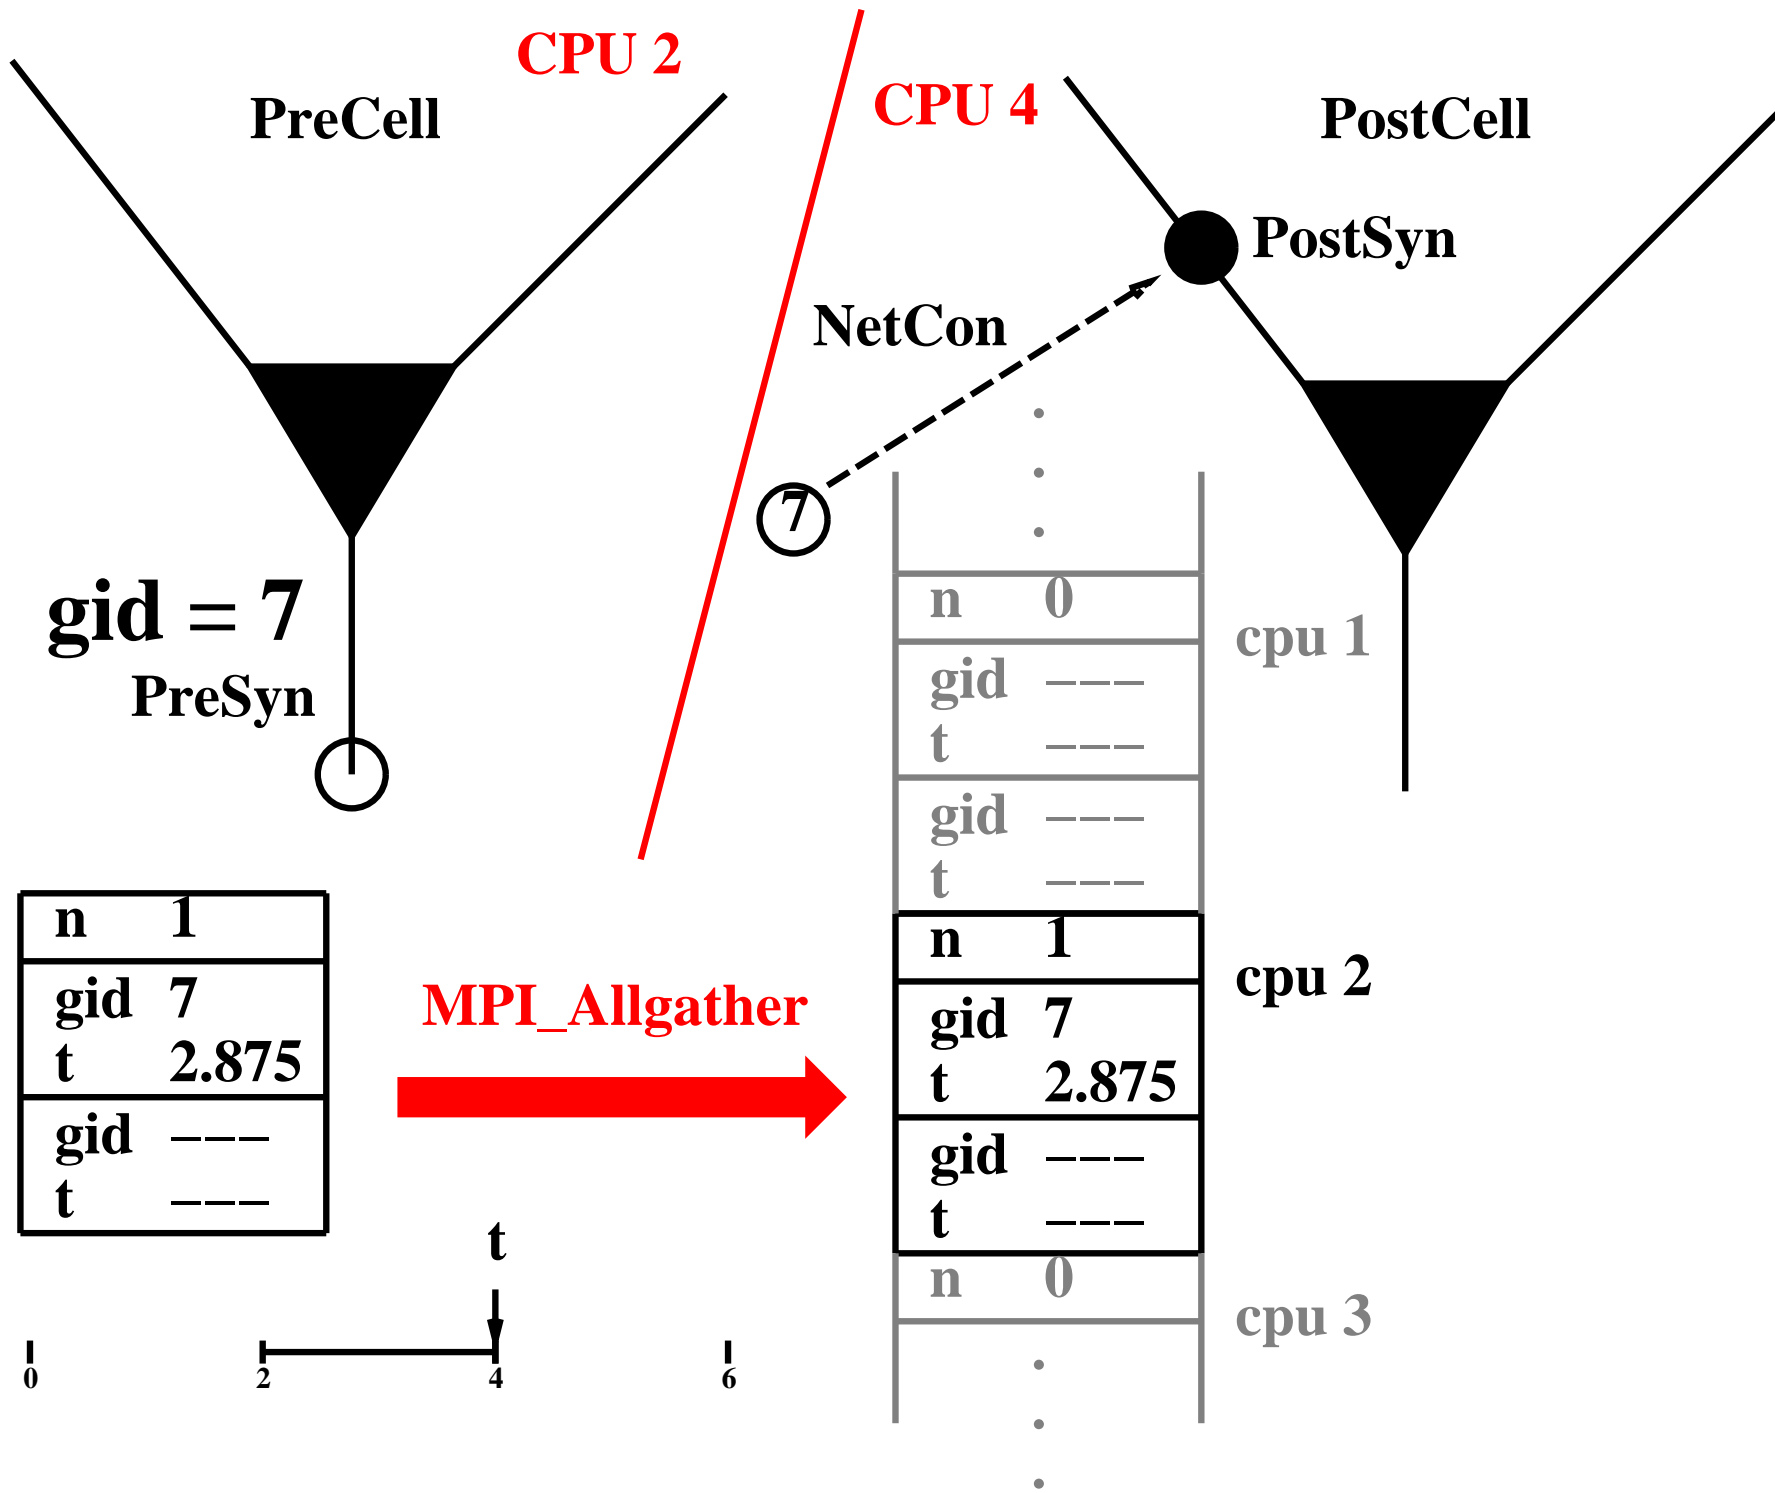 CPU 2
PreCell
CPU 4
PostCell
PostSyn
NetCon
7
gid = 7
PreSyn
n 1
gid 7
t 2.875
gid ---
t ---
MPI_Allgather
t
0 2 4 6
n 0
cpu 1
gid ---
t ---
gid ---
t ---
n 1
cpu 2
gid 7
t 2.875
gid ---
t ---
n 0
cpu 3